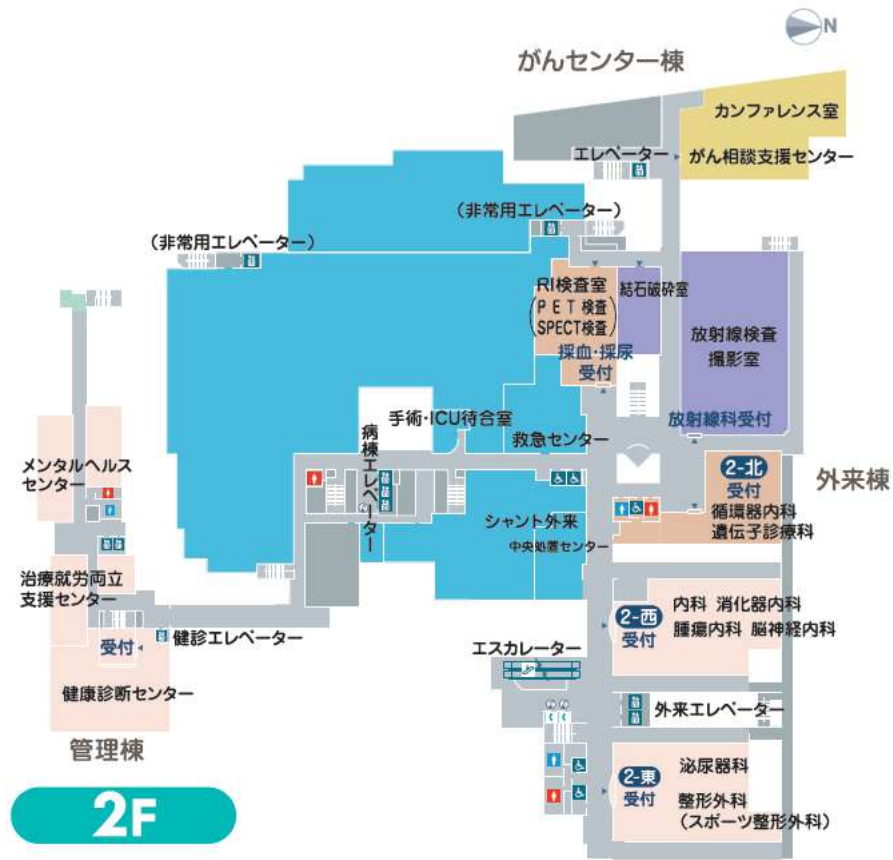 N
がんセンター棟
カンファレンス室
エレベーター
がん相談支援センター
(非常用エレベーター)
(非常用エレベーター)
RI検査室
(PET検査
SPECT検査)
結石破砕室
放射線検査
撮影室
採血・採尿
受付
手術・ICU待合室
放射線科受付
救急センター
病棟エレベーター
メンタルヘルス
センター
2-北
受付
循環器内科
遺伝子診療科
外来棟
シャント外来
中央処置センター
治療就労両立
支援センター
2-西
受付
内科 消化器内科
腫瘍内科 脳神経内科
受付
健診エレベーター
エスカレーター
健康診断センター
外来エレベーター
管理棟
2-東
受付
泌尿器科
整形外科
(スポーツ整形外科)
2F